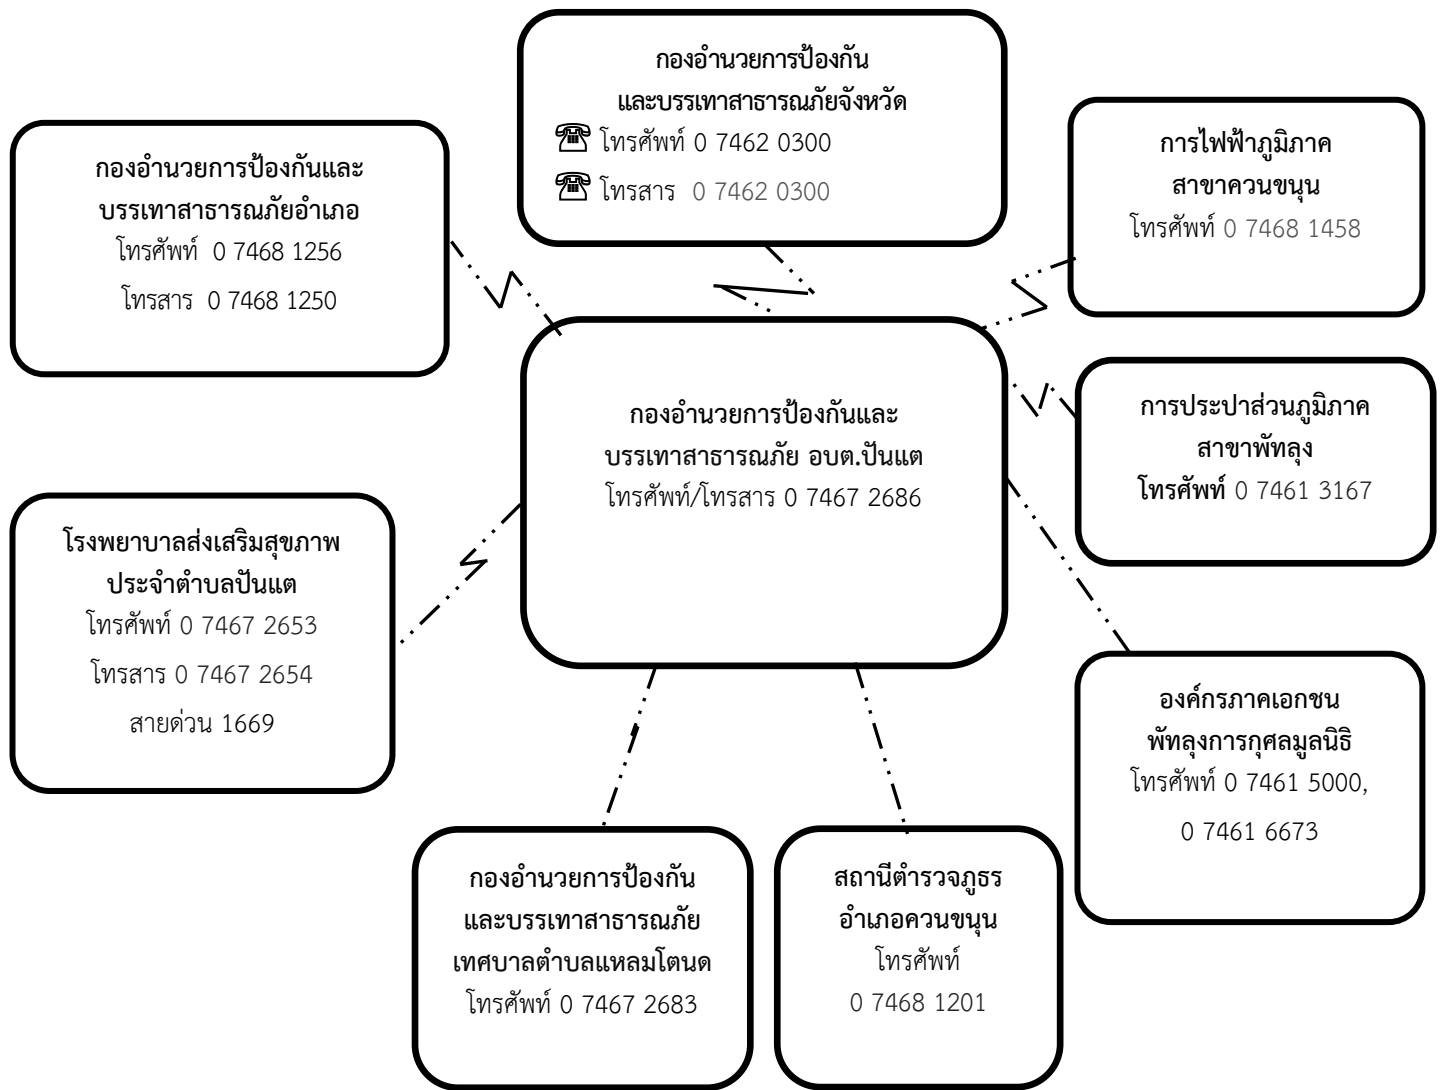 กองอำนวยการป้องกัน
และบรรเทาสาธารณภัยจังหวัด
โทรศัพท์ 0 7462 0300
โทรสาร 0 7462 0300
กองอำนวยการป้องกันและ
บรรเทาสาธารณภัยอำเภอ
โทรศัพท์ 0 7468 1256
โทรสาร 0 7468 1250
การไฟฟ้าภูมิภาค
สาขาควนขนุน
โทรศัพท์ 0 7468 1458
กองอำนวยการป้องกันและ
บรรเทาสาธารณภัย อบต.ปันแต
โทรศัพท์/โทรสาร 0 7467 2686
การประปาส่วนภูมิภาค
สาขาพัทลุง
โทรศัพท์ 0 7461 3167
โรงพยาบาลส่งเสริมสุขภาพ
ประจำตำบลปันแต
โทรศัพท์ 0 7467 2653
โทรสาร 0 7467 2654
สายด่วน 1669
องค์กรภาคเอกชน
พัทลุงการกุศลมูลนิธิ
โทรศัพท์ 0 7461 5000,
0 7461 6673
กองอำนวยการป้องกัน
และบรรเทาสาธารณภัย
เทศบาลตำบลแหลมโตนด
โทรศัพท์ 0 7467 2683
สถานีตำรวจภูธร
อำเภอควนขนุน
โทรศัพท์
0 7468 1201